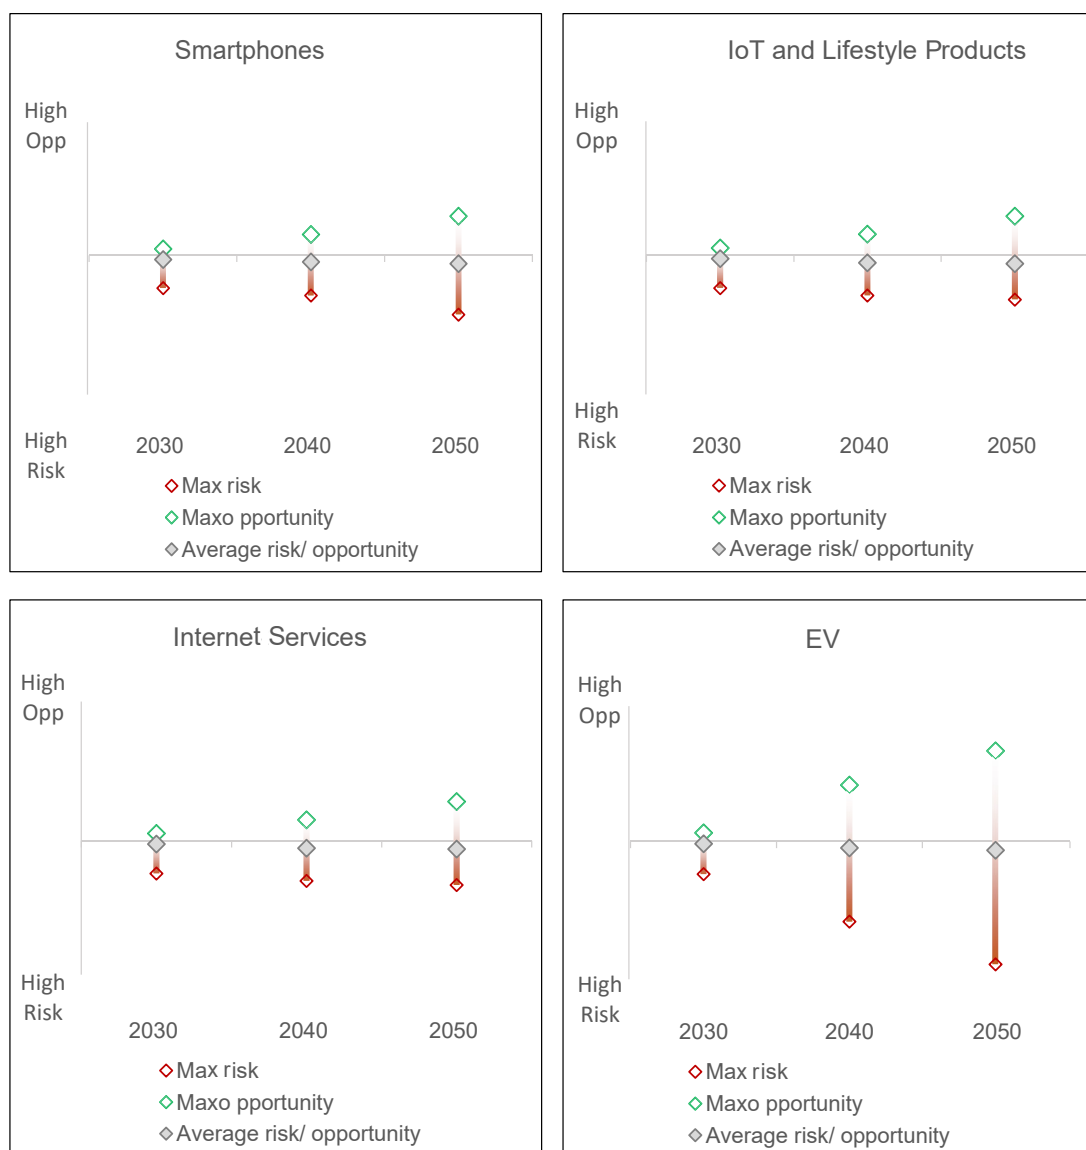 Smartphones
High
Opp
High
Risk
2030 2040 2050
Max risk
Maxo pportunity
Average risk/ opportunity
IoT and Lifestyle Products
High
Opp
High
Risk
2030 2040 2050
Max risk
Maxo pportunity
Average risk/ opportunity
Internet Services
High
Opp
High
Risk
2030 2040 2050
Max risk
Maxo pportunity
Average risk/ opportunity
EV
High
Opp
High
Risk
2030 2040 2050
Max risk
Maxo pportunity
Average risk/ opportunity